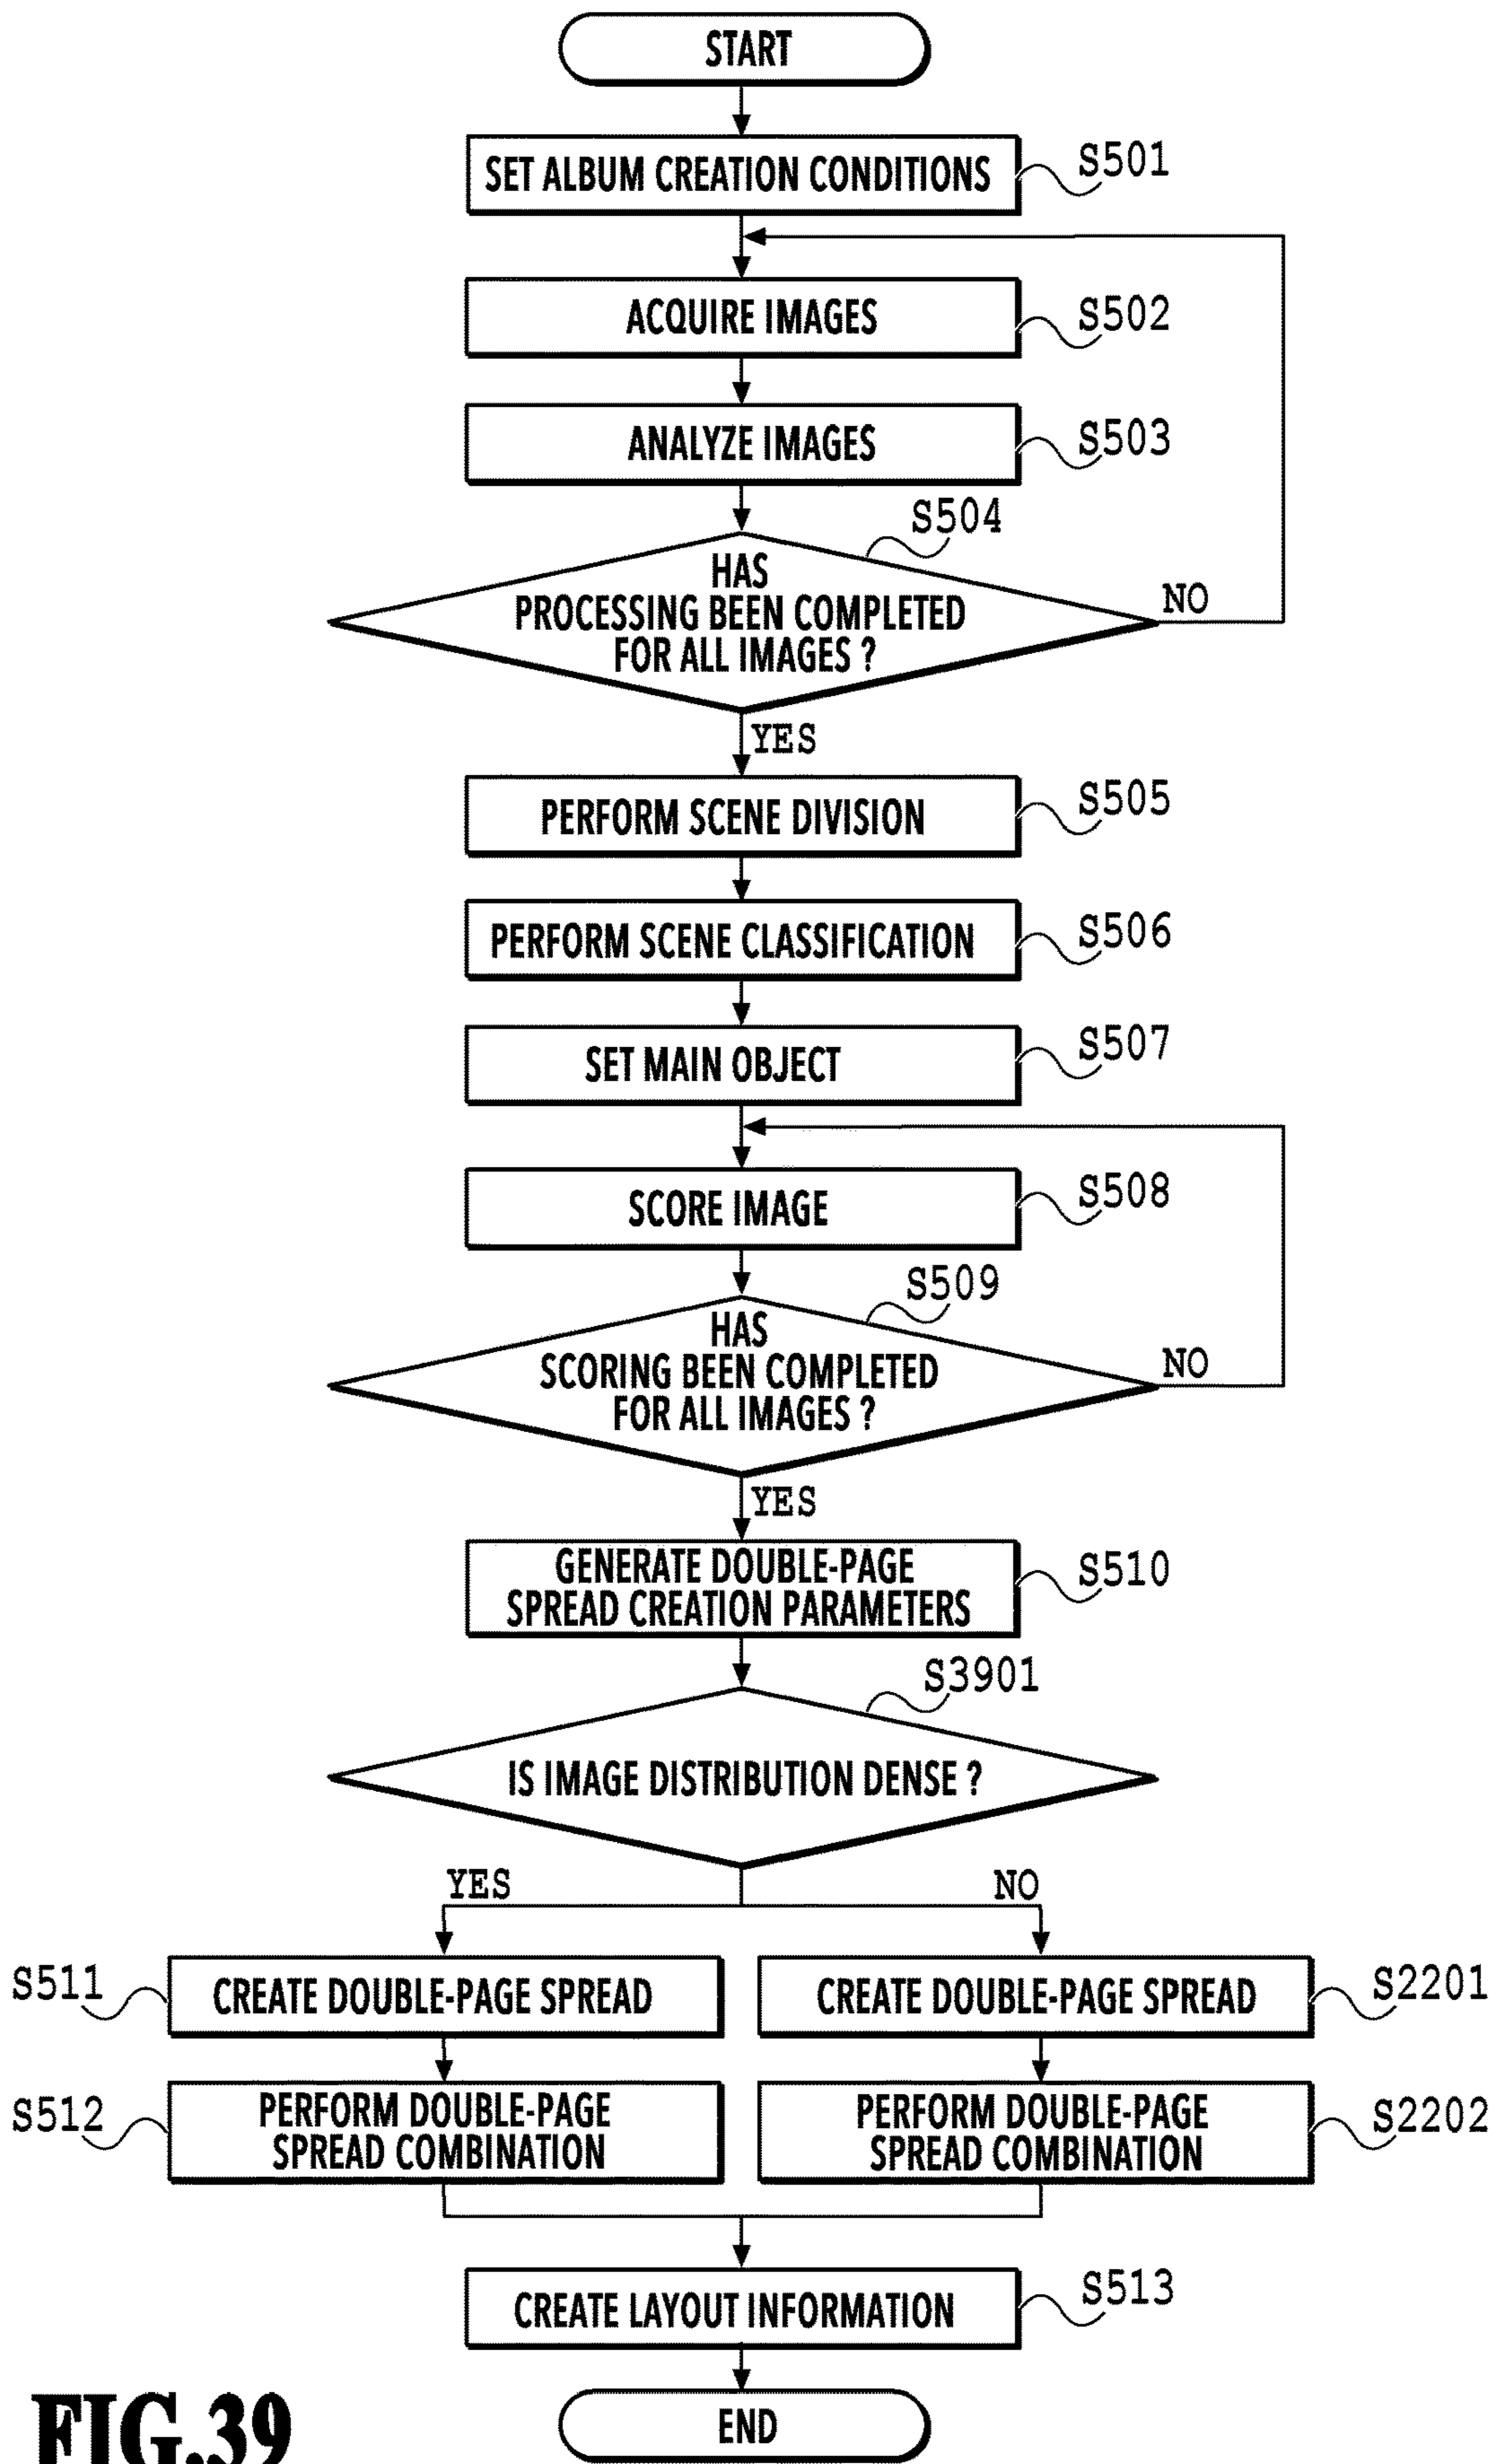 START
SET ALBUM CREATION CONDITIONS
S501
ACQUIRE IMAGES
S502
ANALYZE IMAGES
S503
S504
HAS
PROCESSING BEEN COMPLETED
FOR ALL IMAGES ?
NO
YES
PERFORM SCENE DIVISION
S505
PERFORM SCENE CLASSIFICATION
S506
SET MAIN OBJECT
S507
SCORE IMAGE
S508
S509
HAS
SCORING BEEN COMPLETED
FOR ALL IMAGES ?
NO
YES
GENERATE DOUBLE-PAGE
SPREAD CREATION PARAMETERS
S510
S3901
IS IMAGE DISTRIBUTION DENSE ?
YES
NO
S511
CREATE DOUBLE-PAGE SPREAD
CREATE DOUBLE-PAGE SPREAD
S2201
S512
PERFORM DOUBLE-PAGE
SPREAD COMBINATION
PERFORM DOUBLE-PAGE
SPREAD COMBINATION
S2202
CREATE LAYOUT INFORMATION
S513
END
FIG.39